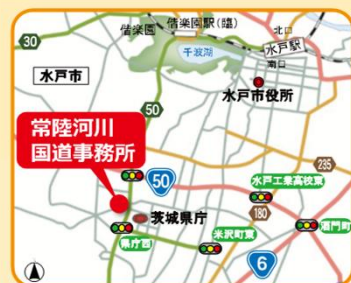 偕楽園
偕楽園駅(臨)
北口
水戸駅
南口
30
千波湖
水戸市
50
水戸市役所
常陸河川
国道事務所
50
235
水戸工業高校東
茨城県庁
180
県庁西
米沢町東
酒門町
6